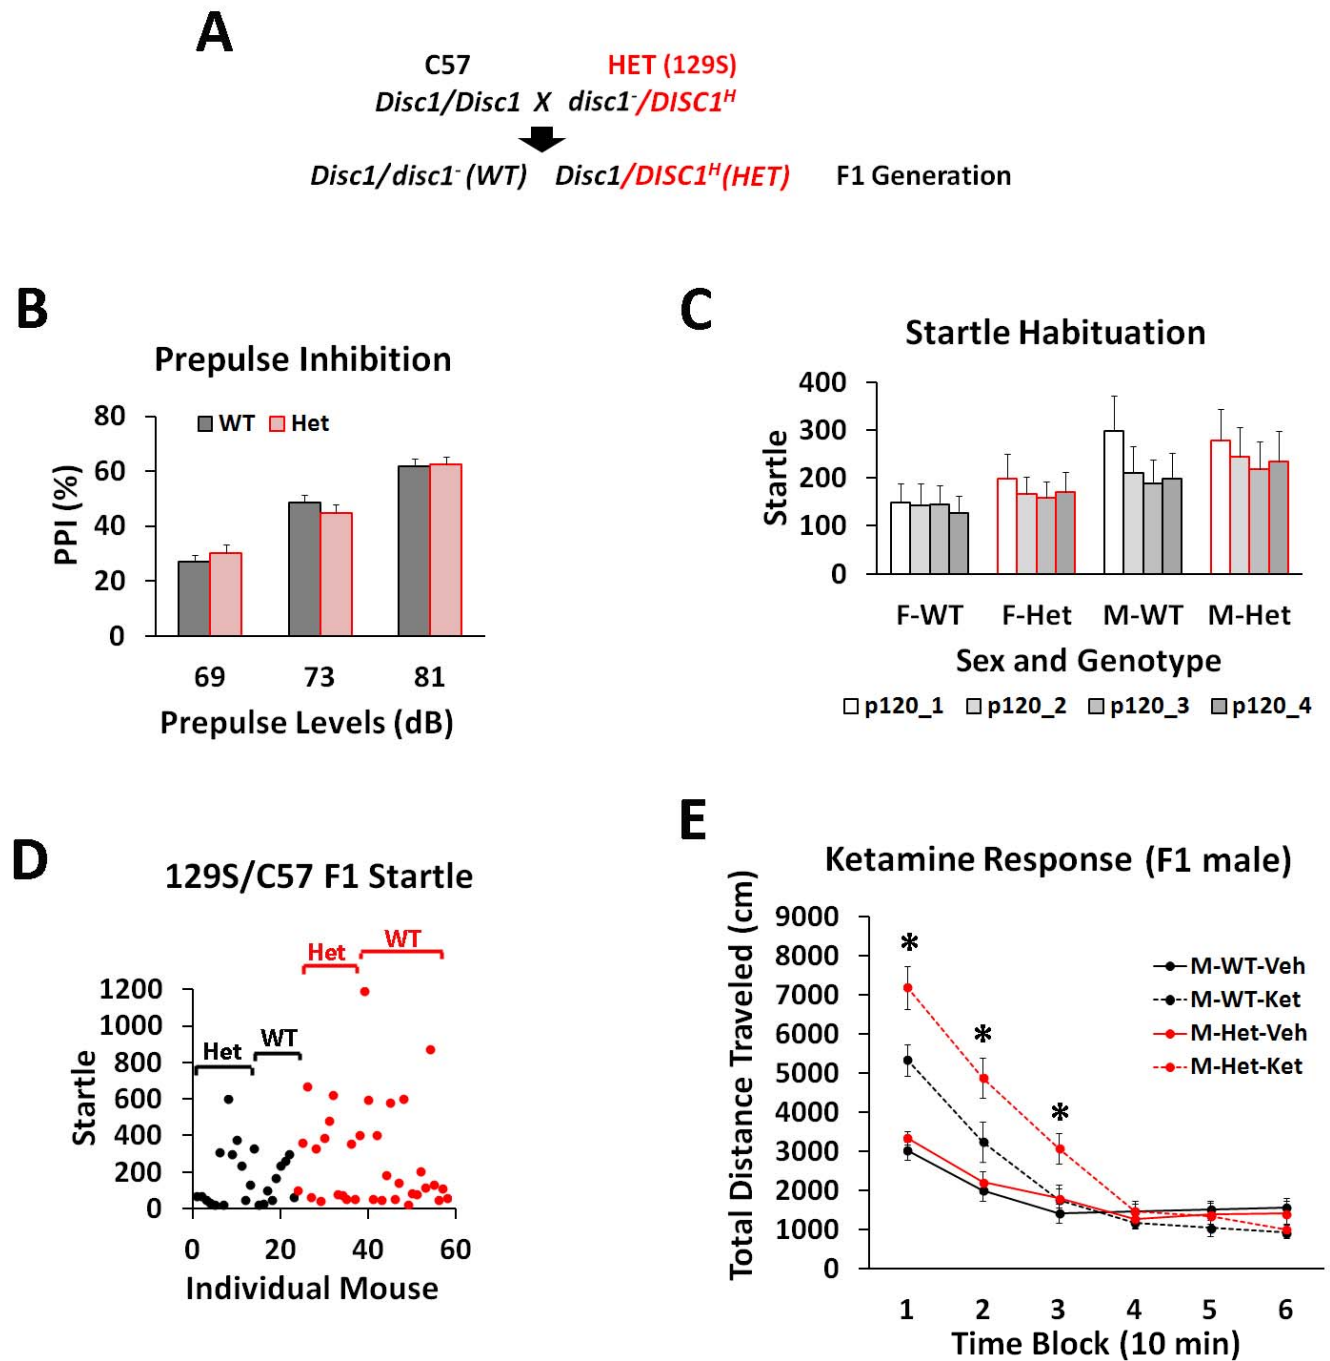 A
C57 HET (129S)
Disc1/Disc1 X disc1-/DISC1H
Disc1/disc1- (WT) Disc1/DISC1H(HET) F1 Generation
B
Prepulse Inhibition
WT Het
PPI (%)
80
60
40
20
0
69 73 81
Prepulse Levels (dB)
C
Startle Habituation
Startle
400
300
200
100
0
F-WT F-Het M-WT M-Het
Sex and Genotype
p120_1 p120_2 p120_3 p120_4
D
129S/C57 F1 Startle
Het WT
Het WT
Startle
1200
1000
800
600
400
200
0
0 20 40 60
Individual Mouse
E
Ketamine Response (F1 male)
Total Distance Traveled (cm)
9000
8000
7000
6000
5000
4000
3000
2000
1000
0
* * *
M-WT-Veh
M-WT-Ket
M-Het-Veh
M-Het-Ket
1 2 3 4 5 6
Time Block (10 min)